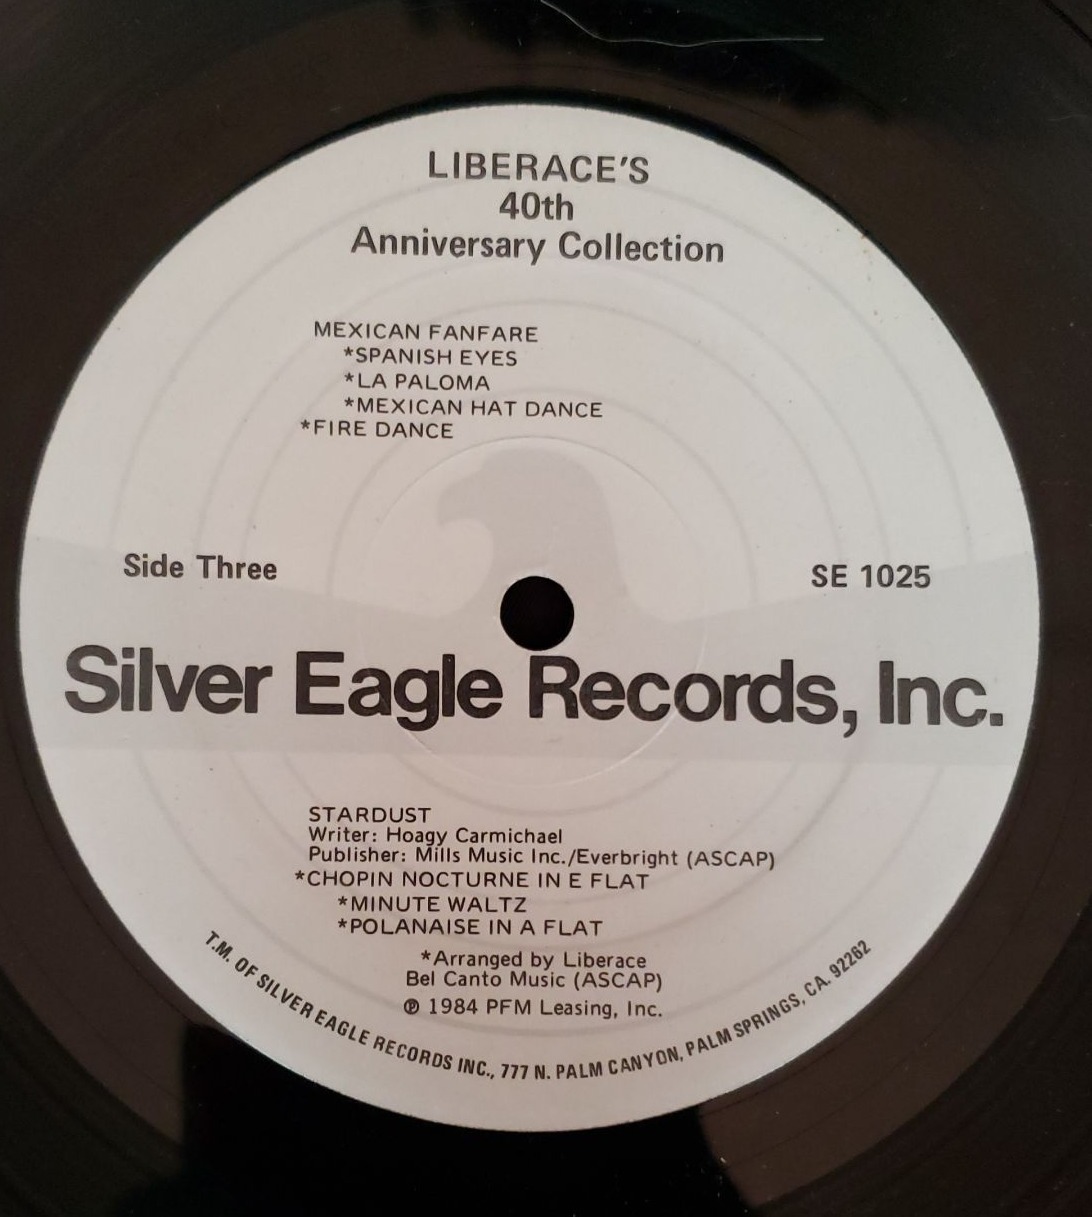 LIBERACE'S
40th
Anniversary Collection
MEXICAN FANFARE
*SPANISH EYES
*LA PALOMA
*MEXICAN HAT DANCE
*FIRE DANCE
Side Three
SE 1025
Silver Eagle Records, Inc.
STARDUST
Writer: Hoagy Carmichael
Publisher: Mills Music Inc./Everbright (ASCAP)
*CHOPIN NOCTURNE IN E FLAT
*MINUTE WALTZ
*POLANAISE IN A FLAT
*Arranged by Liberace
Bel Canto Music (ASCAP)
℗ 1984 PFM Leasing, Inc.
T.M. OF SILVER EAGLE RECORDS INC., 777 N. PALM CANYON, PALM SPRINGS, CA. 92262